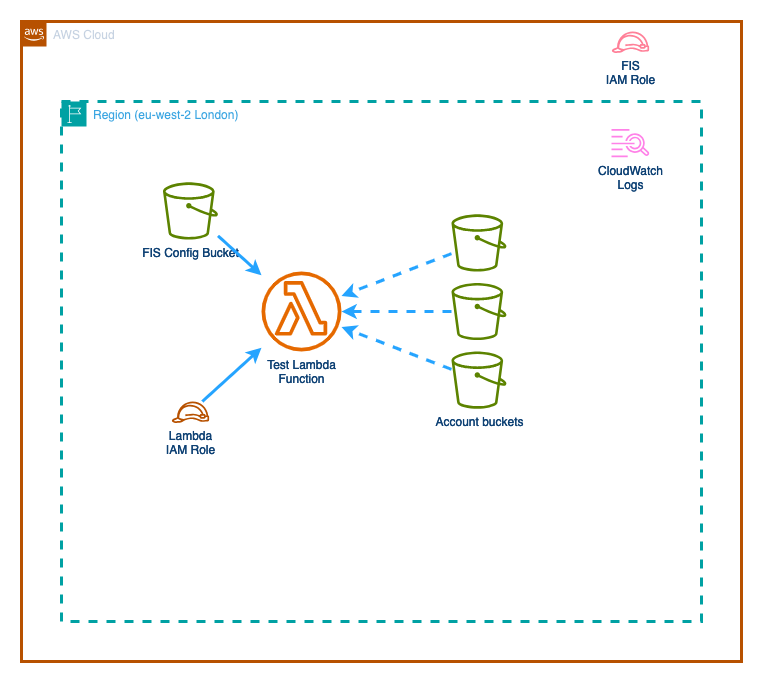 aws
AWS Cloud
FIS
IAM Role
Region (eu-west-2 London)
CloudWatch
Logs
FIS Config Bucket
Test Lambda
Function
Account buckets
Lambda
IAM Role